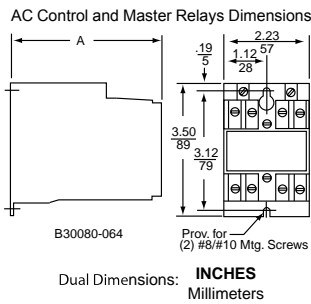 AC Control and Master Relays Dimensions
A
2.23
57
.19
5
1.12
28
3.50
89
3.12
79
B30080-064
Prov. for
(2) #8/#10 Mtg. Screws
Dual Dimensions: INCHES
Millimeters